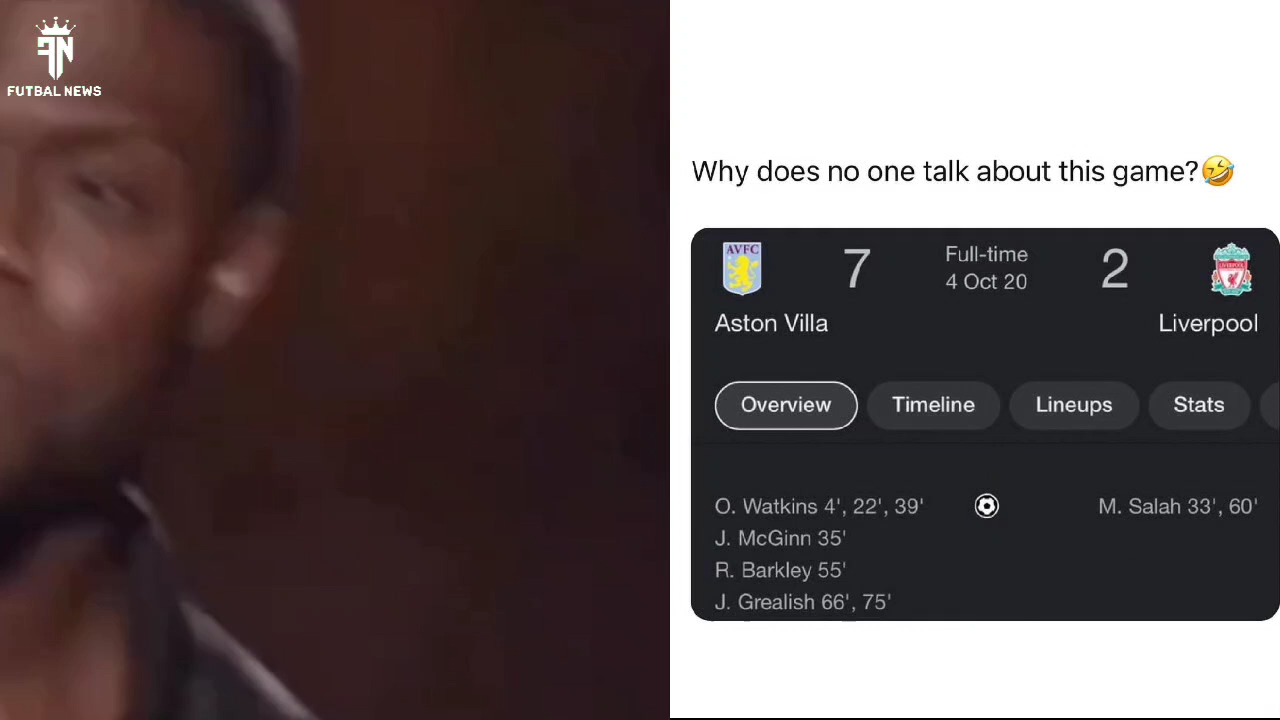 FUTBAL NEWS
Why does no one talk about this game?🤣
AVFC
7
Full-time
4 Oct 20
2
LIVERPOOL
Aston Villa
Liverpool
Overview
Timeline
Lineups
Stats
O. Watkins 4', 22', 39'
M. Salah 33', 60'
J. McGinn 35'
R. Barkley 55'
J. Grealish 66', 75'